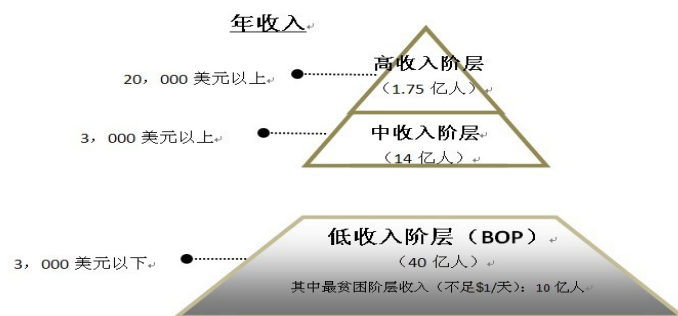 年收入
高收入阶层
20，000 美元以上
（1.75 亿人）
中收入阶层
3，000 美元以上
（14 亿人）
低收入阶层（BOP）
（40 亿人）
3，000 美元以下
其中最贫困阶层收入（不足$1/天）：10 亿人